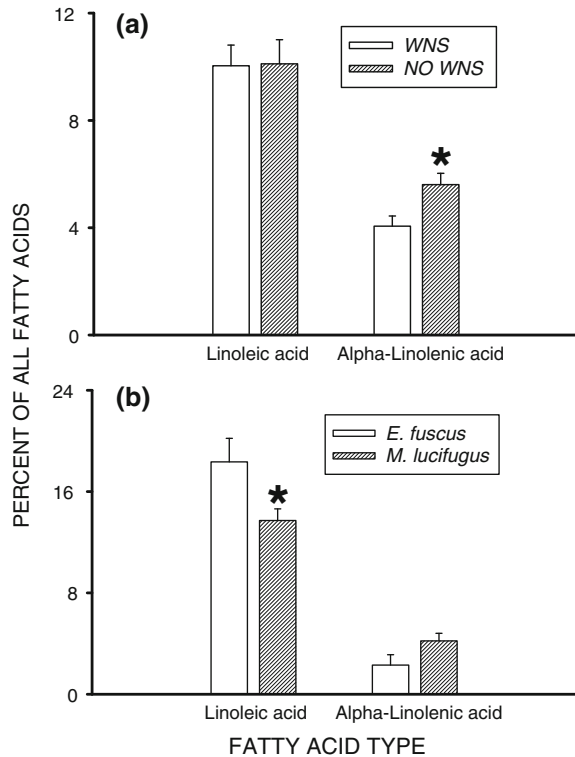 PERCENT OF ALL FATTY ACIDS
(a)
WNS
NO WNS
12
8
4
0
*
Linoleic acid Alpha-Linolenic acid
(b)
E. fuscus
M. lucifugus
24
16
8
0
*
Linoleic acid Alpha-Linolenic acid
FATTY ACID TYPE